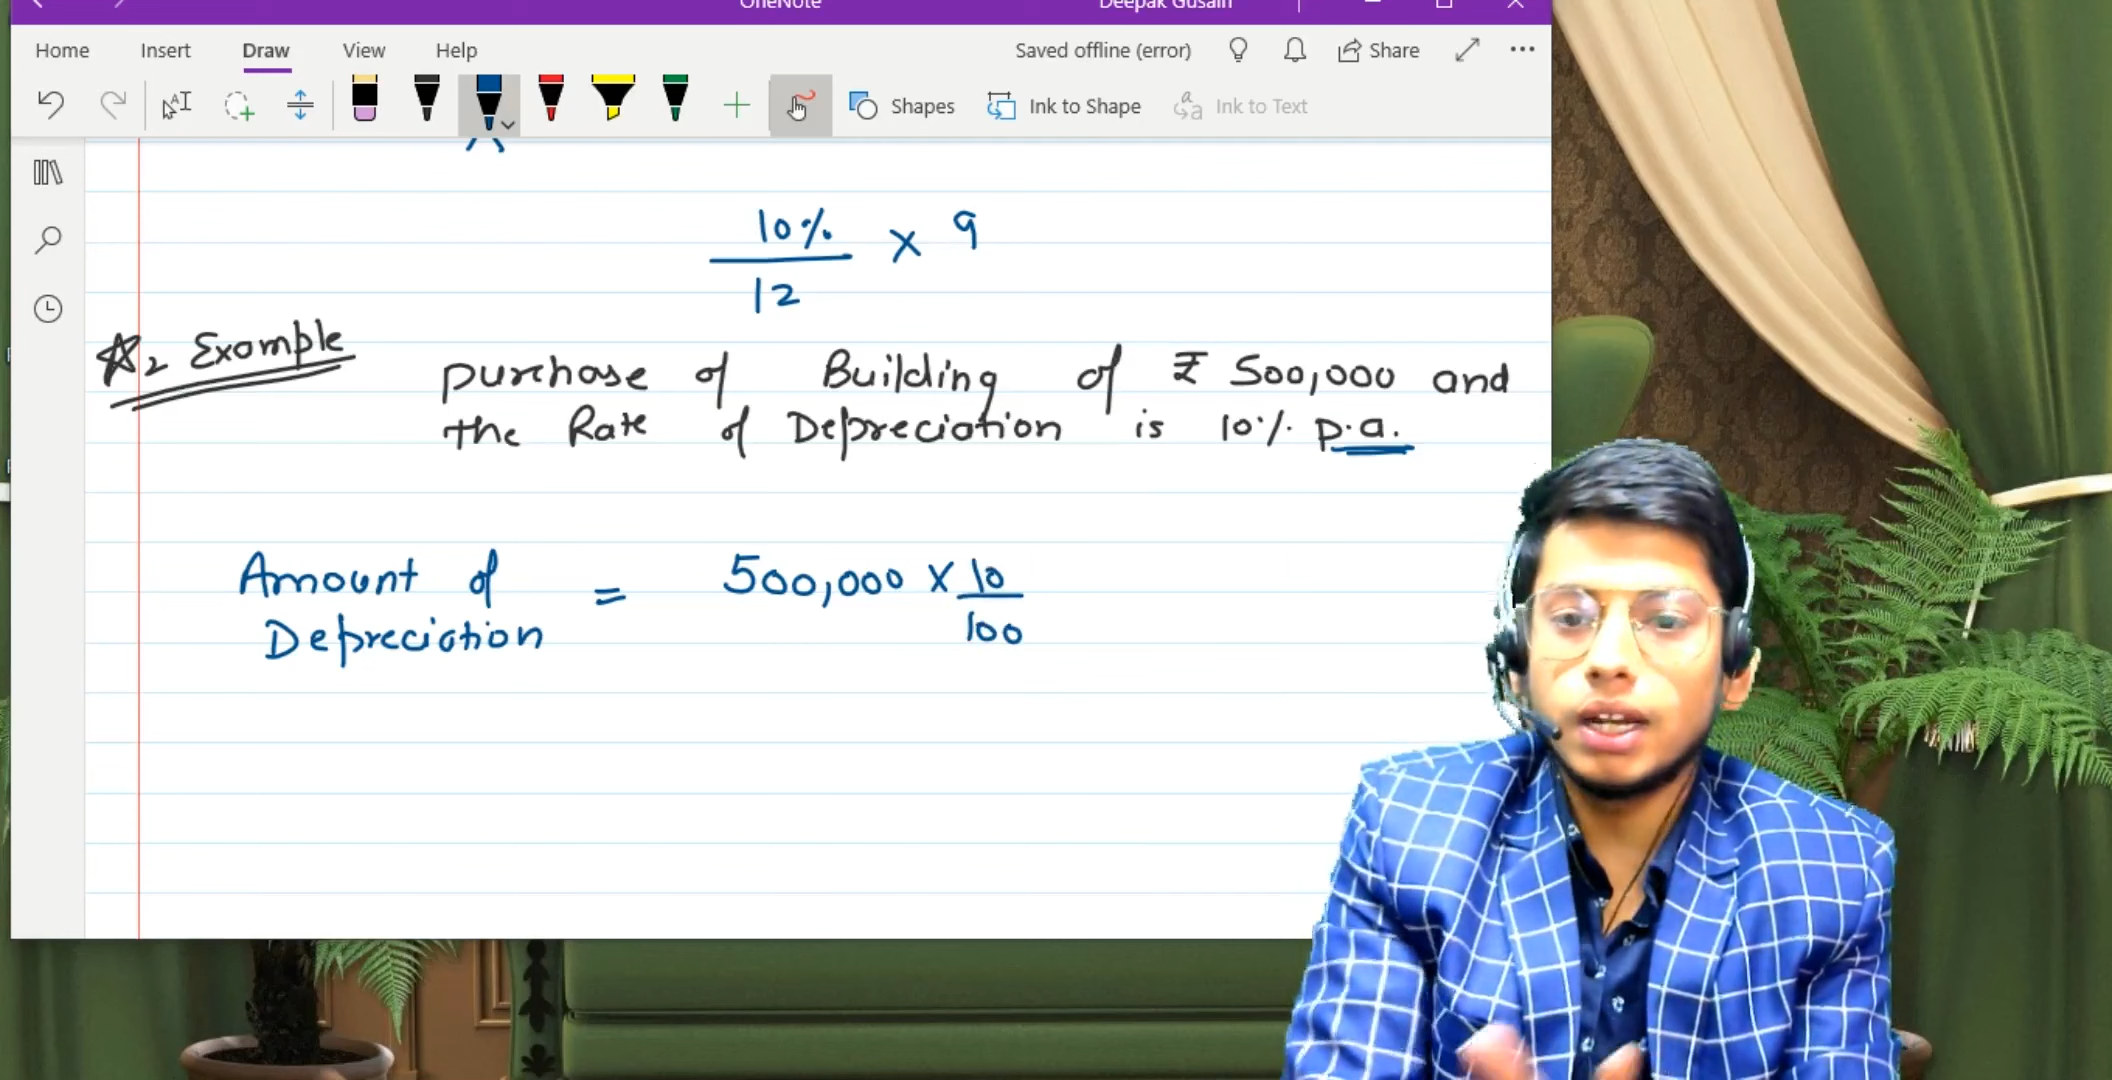 OneNote
Deepak Gusain
Home Insert Draw View Help Saved offline (error) Share
Shapes Ink to Shape Ink to Text
10% × 9
12
2 Example
purchase of Building of ₹ 500,000 and
the Rate of Depreciation is 10% p.a.
Amount of Depreciation = 500,000 × 10
100